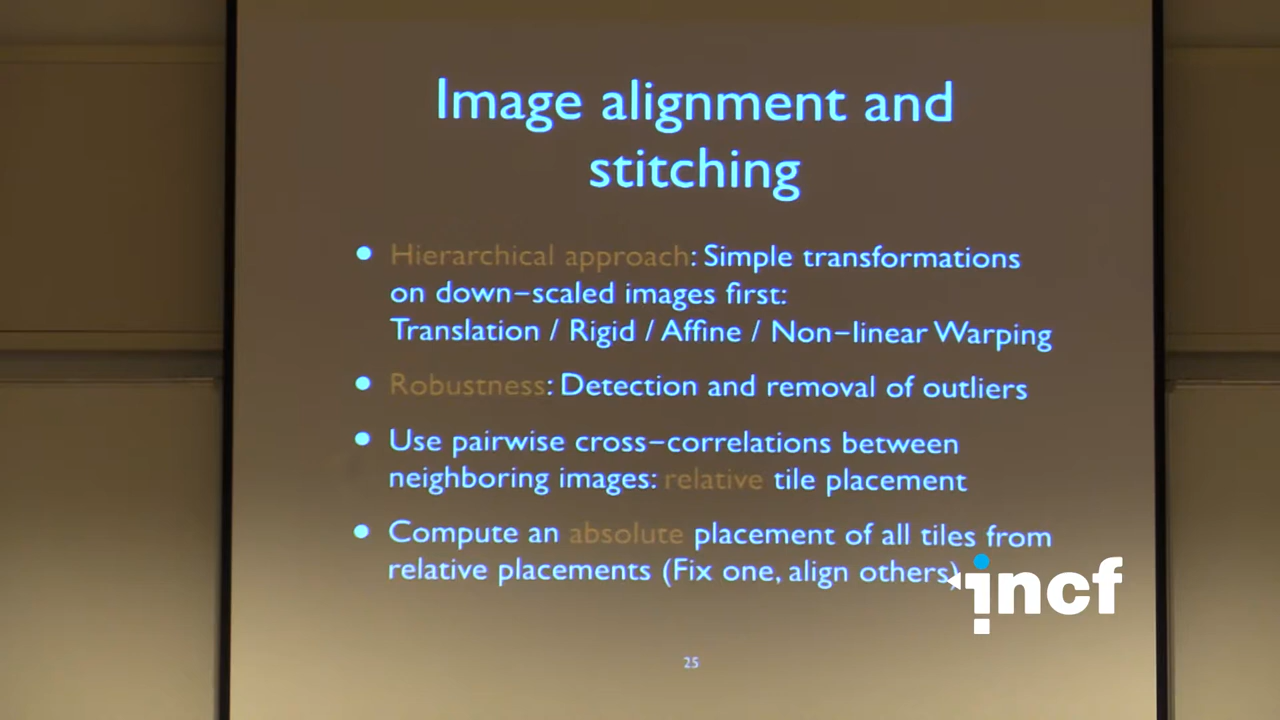 Image alignment and
stitching
• Hierarchical approach: Simple transformations
on down-scaled images first:
Translation / Rigid / Affine / Non-linear Warping
• Robustness: Detection and removal of outliers
• Use pairwise cross-correlations between
neighboring images: relative tile placement
• Compute an absolute placement of all tiles from
relative placements (Fix one, align others)
incf
25